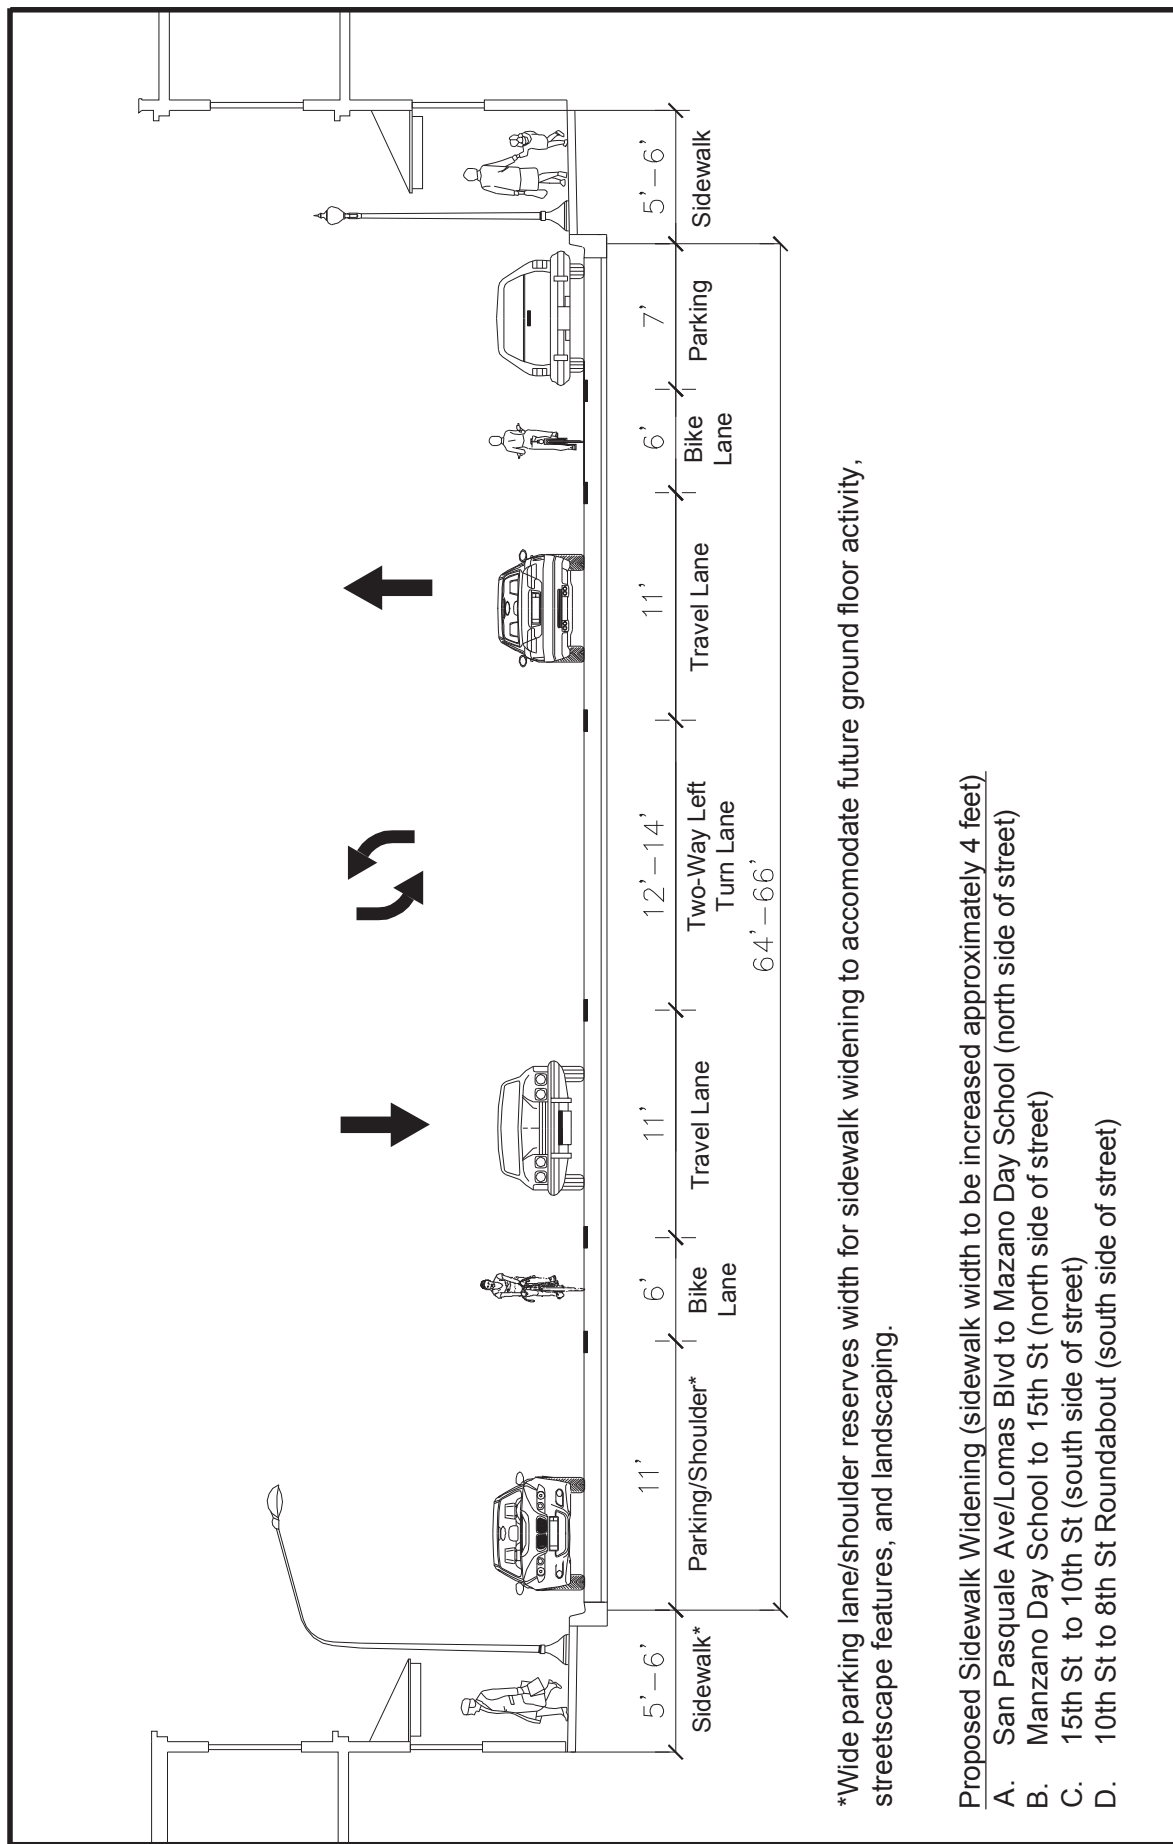 5'-6'
11'
6'
11'
12'-14'
11'
6'
7'
5'-6'
Sidewalk*
Parking/Shoulder*
Bike
Lane
Travel Lane
Two-Way Left
Turn Lane
Travel Lane
Bike
Lane
Parking
Sidewalk
64'-66'
*Wide parking lane/shoulder reserves width for sidewalk widening to accomodate future ground floor activity,
streetscape features, and landscaping.
Proposed Sidewalk Widening (sidewalk width to be increased approximately 4 feet)
A. San Pasquale Ave/Lomas Blvd to Mazano Day School (north side of street)
B. Manzano Day School to 15th St (north side of street)
C. 15th St to 10th St (south side of street)
D. 10th St to 8th St Roundabout (south side of street)